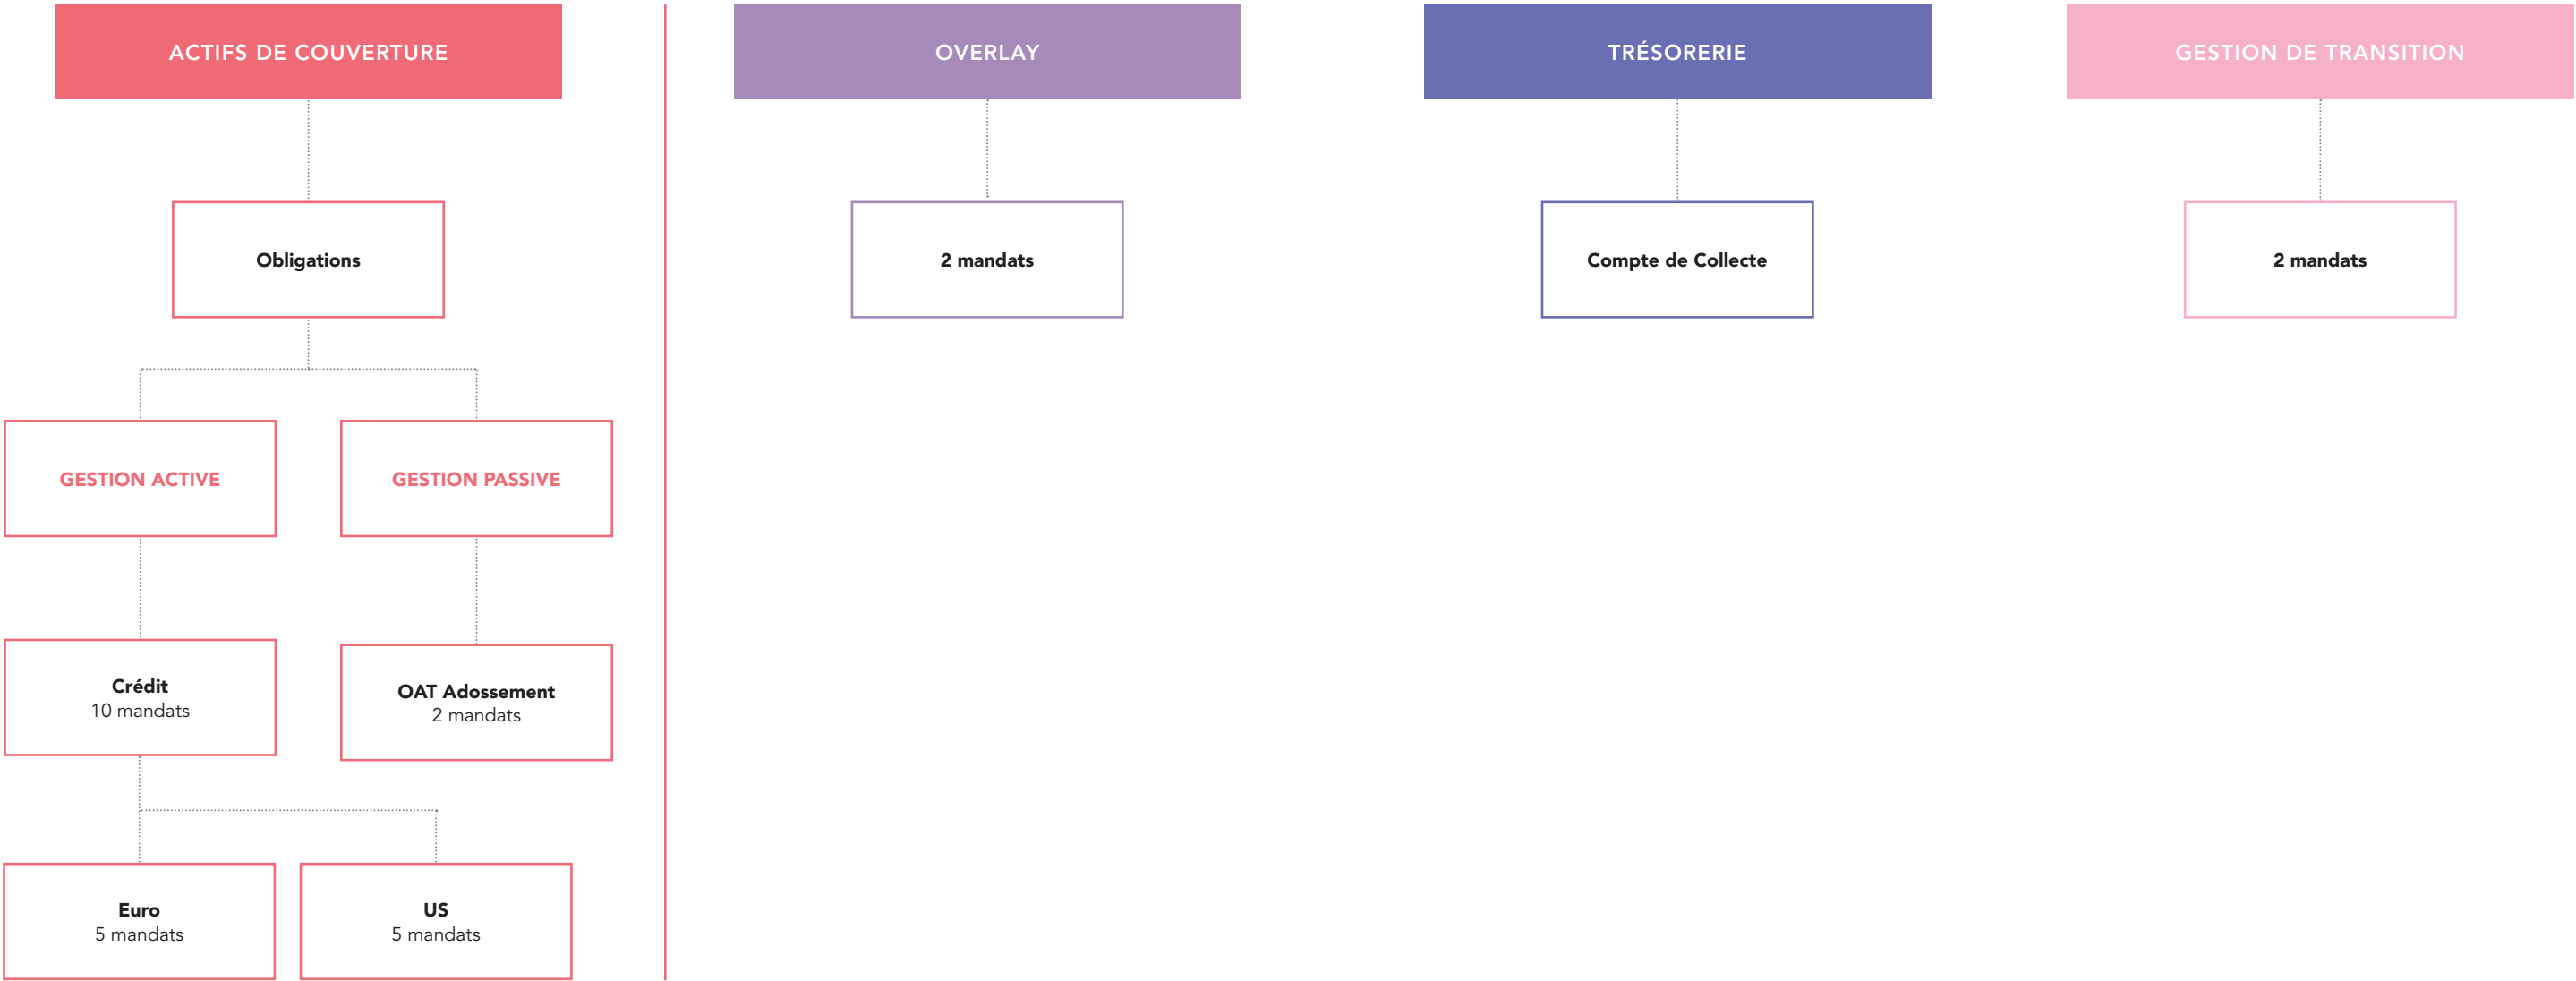 ACTIFS DE COUVERTURE
OVERLAY
TRÉSORERIE
GESTION DE TRANSITION
Obligations
2 mandats
Compte de Collecte
2 mandats
GESTION ACTIVE
GESTION PASSIVE
Crédit
10 mandats
OAT Adossement
2 mandats
Euro
5 mandats
US
5 mandats